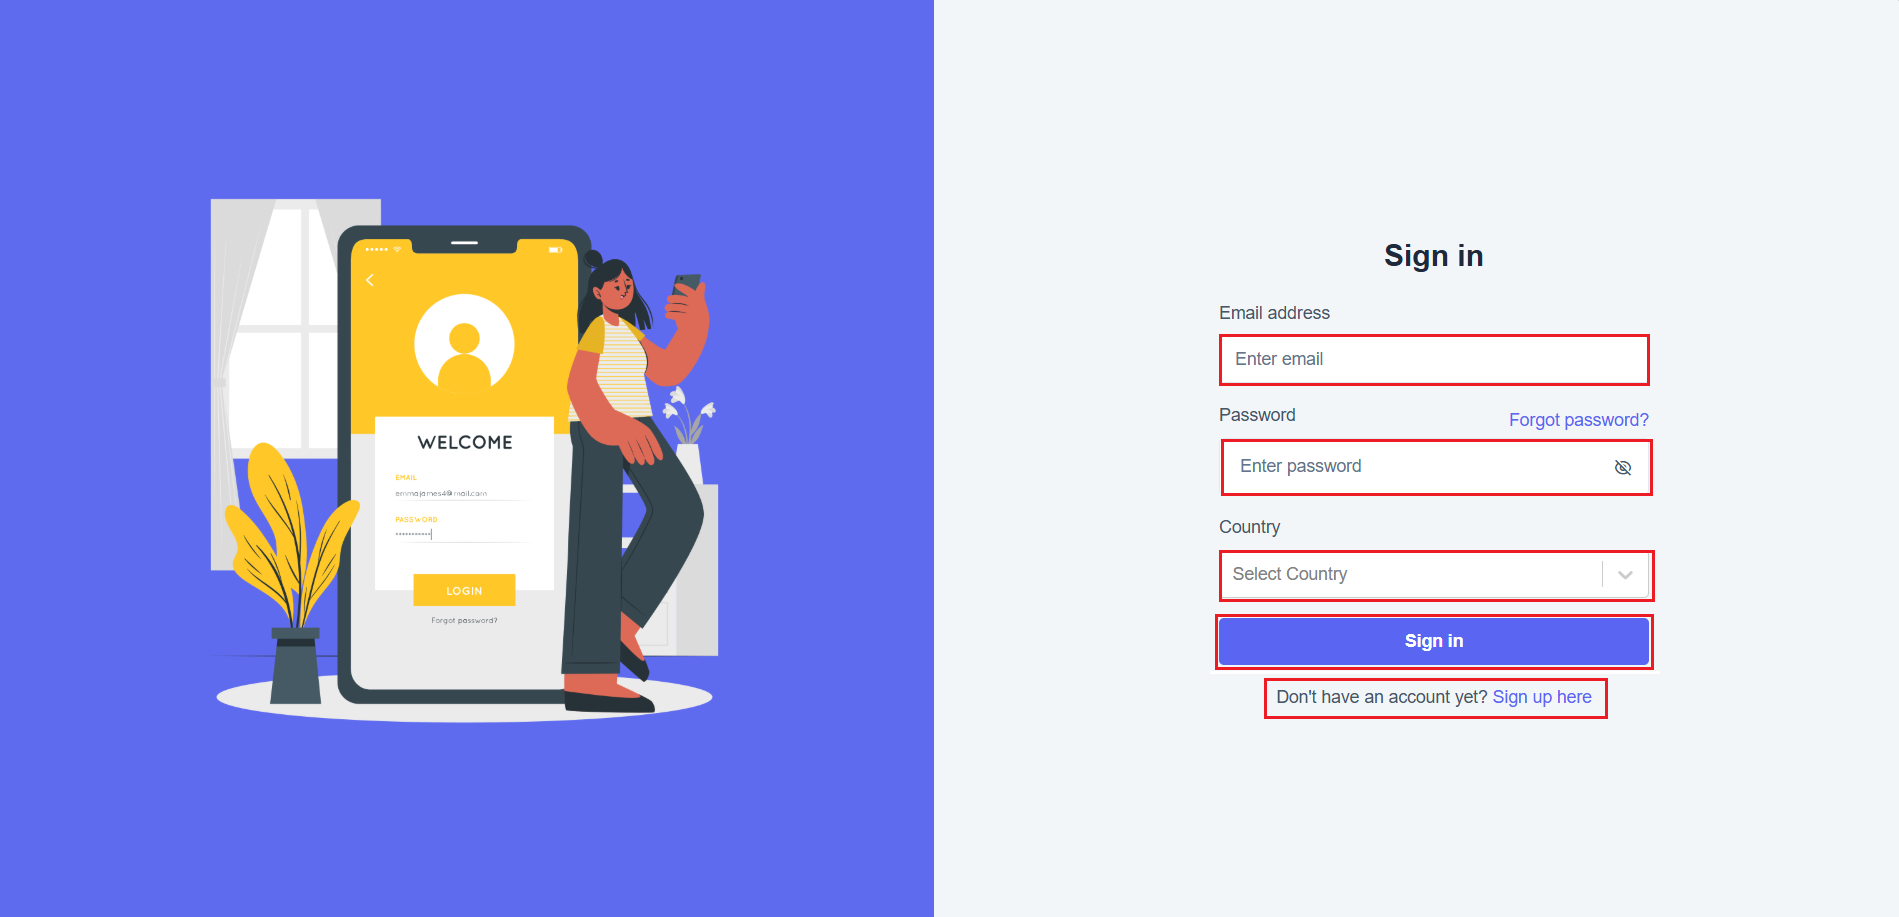 WELCOME
EMAIL
emmajames4@mail.com
PASSWORD
***********
LOGIN
Forgot password?
Sign in
Email address
Enter email
Password Forgot password?
Enter password
Country
Select Country
Sign in
Don't have an account yet? Sign up here